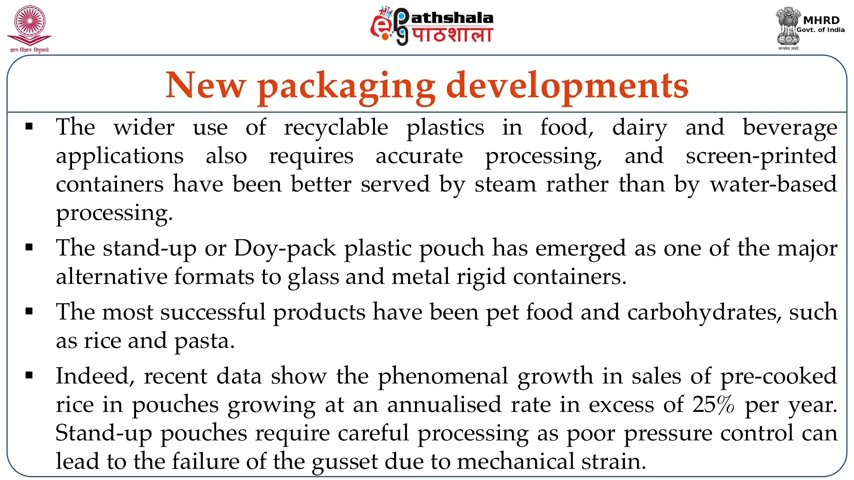 ePathshala
पाठशाला
MHRD
Govt. of India
New packaging developments
▪ The wider use of recyclable plastics in food, dairy and beverage
applications also requires accurate processing, and screen-printed
containers have been better served by steam rather than by water-based
processing.
▪ The stand-up or Doy-pack plastic pouch has emerged as one of the major
alternative formats to glass and metal rigid containers.
▪ The most successful products have been pet food and carbohydrates, such
as rice and pasta.
▪ Indeed, recent data show the phenomenal growth in sales of pre-cooked
rice in pouches growing at an annualised rate in excess of 25% per year.
Stand-up pouches require careful processing as poor pressure control can
lead to the failure of the gusset due to mechanical strain.